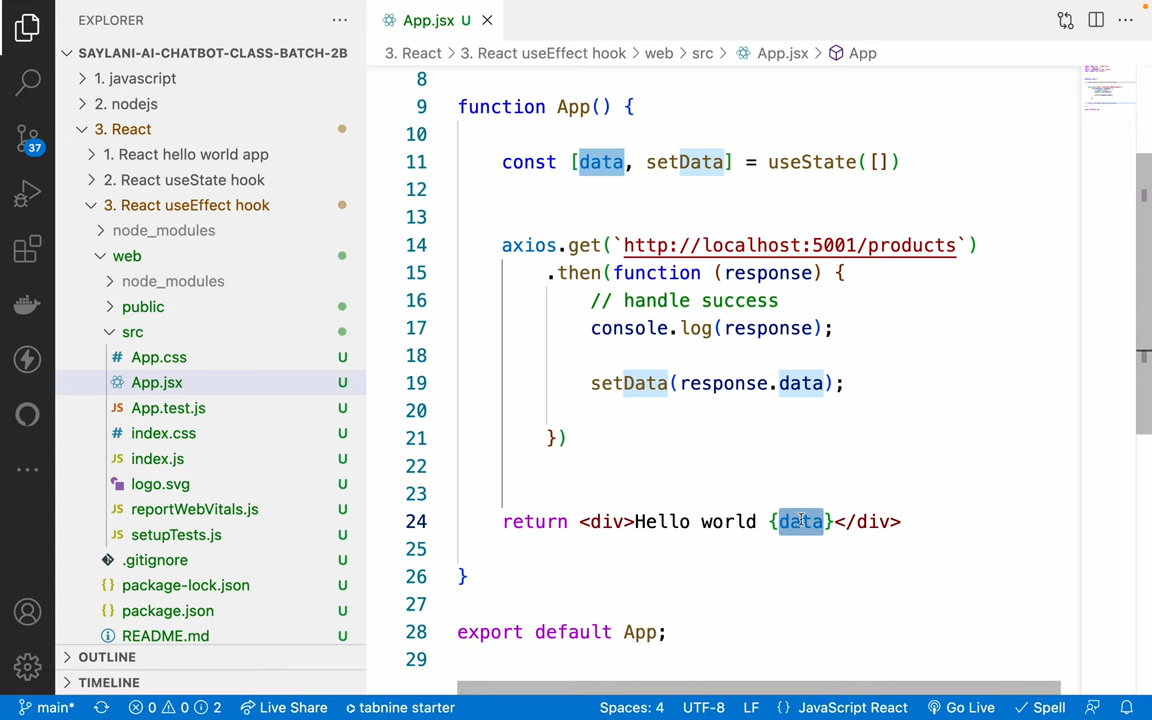 EXPLORER
SAYLANI-AI-CHATBOT-CLASS-BATCH-2B
1. javascript
2. nodejs
3. React
1. React hello world app
2. React useState hook
3. React useEffect hook
node_modules
web
node_modules
public
src
# App.css U
App.jsx U
JS App.test.js U
# index.css U
JS index.js U
logo.svg U
JS reportWebVitals.js U
JS setupTests.js U
.gitignore U
{} package-lock.json U
{} package.json U
README.md U
OUTLINE
TIMELINE
37
App.jsx U
3. React > 3. React useEffect hook > web > src > App.jsx > App
8
9 function App() {
10
11 const [data, setData] = useState([])
12
13
14 axios.get(`http://localhost:5001/products`)
15 .then(function (response) {
16 // handle success
17 console.log(response);
18
19 setData(response.data);
20
21 })
22
23
24 return <div>Hello world {data}</div>
25
26 }
27
28 export default App;
29
main* 0 0 2 Live Share tabnine starter Spaces: 4 UTF-8 LF {} JavaScript React Go Live Spell